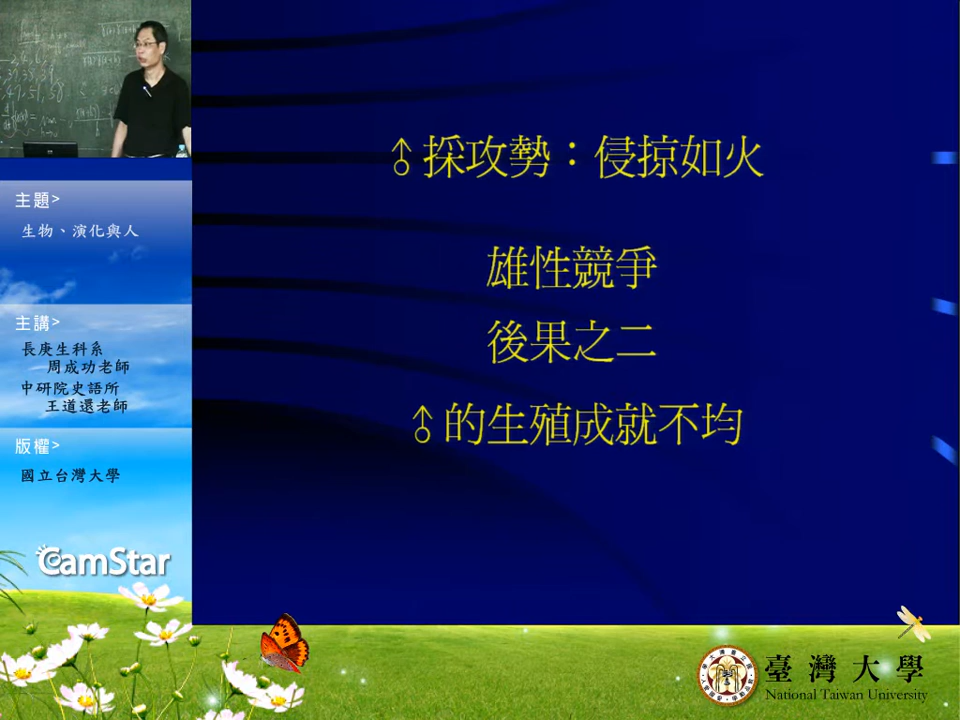 主題>
生物、演化與人
主講>
長庚生科系
周成功老師
中研院史語所
王道還老師
版權>
國立台灣大學
CamStar
♂採攻勢：侵掠如火
雄性競爭
後果之二
♂的生殖成就不均
臺灣大學
National Taiwan University